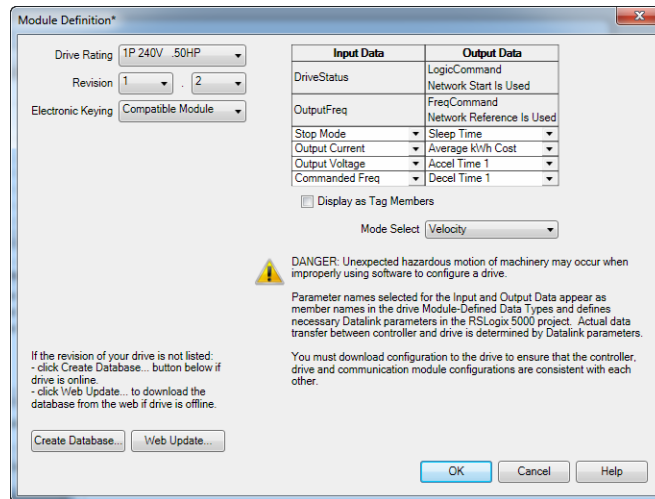 Module Definition*
Drive Rating 1P 240V .50HP
Revision 1 . 2
Electronic Keying Compatible Module
Input Data Output Data
DriveStatus LogicCommand
Network Start Is Used
OutputFreq FreqCommand
Network Reference Is Used
Stop Mode Sleep Time
Output Current Average kWh Cost
Output Voltage Accel Time 1
Commanded Freq Decel Time 1
Display as Tag Members
Mode Select Velocity
DANGER: Unexpected hazardous motion of machinery may occur when
improperly using software to configure a drive.
Parameter names selected for the Input and Output Data appear as
member names in the drive Module-Defined Data Types and defines
necessary Datalink parameters in the RSLogix 5000 project. Actual data
transfer between controller and drive is determined by Datalink parameters.
You must download configuration to the drive to ensure that the controller,
drive and communication module configurations are consistent with each
other.
If the revision of your drive is not listed:
- click Create Database... button below if
drive is online.
- click Web Update... to download the
database from the web if drive is offline.
Create Database... Web Update...
OK Cancel Help